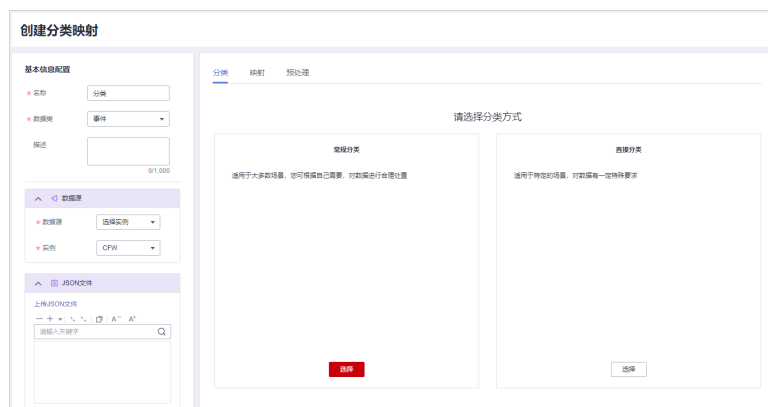 创建分类映射
基本信息配置
* 名称 分类
* 数据类 事件
描述
0/1,000
数据源
* 数据源 选择实例
* 实例 CFW
JSON文件
上传JSON文件
A⁻ A⁺
请输入关键字
分类 映射 预处理
请选择分类方式
常规分类
适用于大多数场景，您可根据自己需要，对数据进行合理处置
选择
直接分类
适用于特定的场景，对数据有一定特殊要求
选择